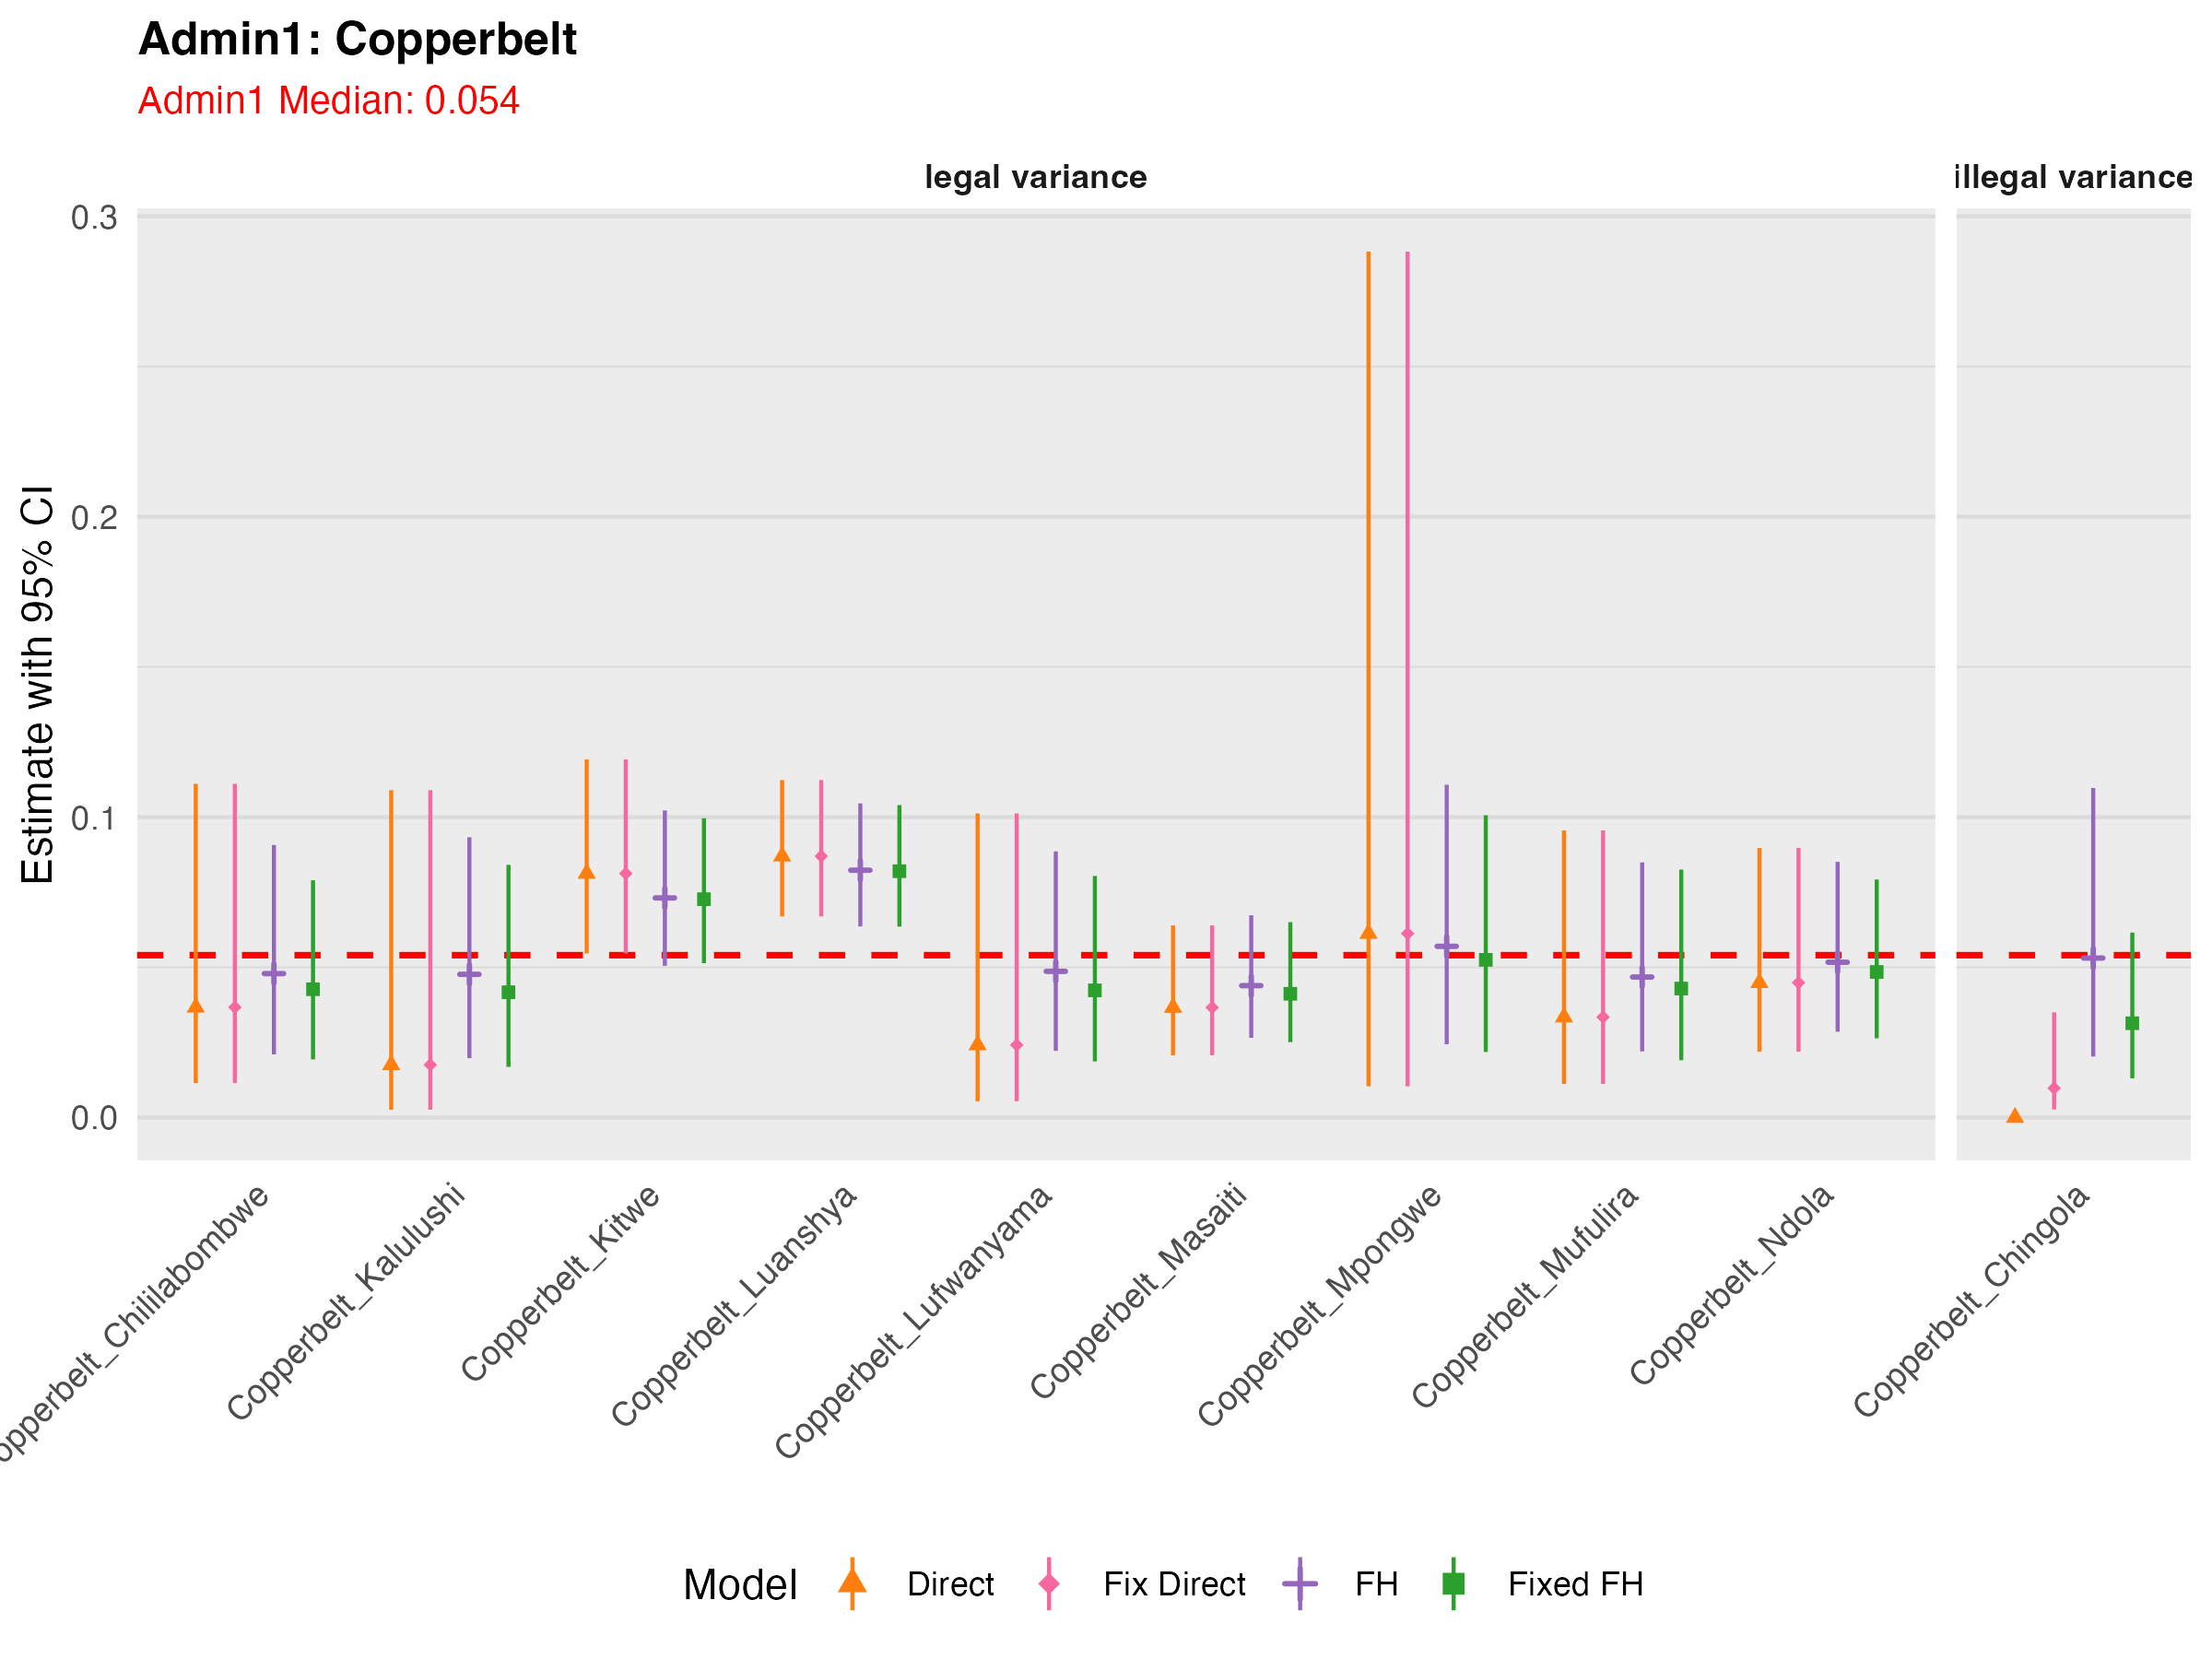 Admin1: Copperbelt
Admin1 Median: 0.054
legal variance
illegal variance
Estimate with 95% CI
0.3
0.2
0.1
0.0
opperbelt_Chililabombwe
Copperbelt_Kalulushi
Copperbelt_Kitwe
Copperbelt_Luanshya
Copperbelt_Lufwanyama
Copperbelt_Masaiti
Copperbelt_Mpongwe
Copperbelt_Mufulira
Copperbelt_Ndola
Copperbelt_Chingola
Model Direct Fix Direct FH Fixed FH